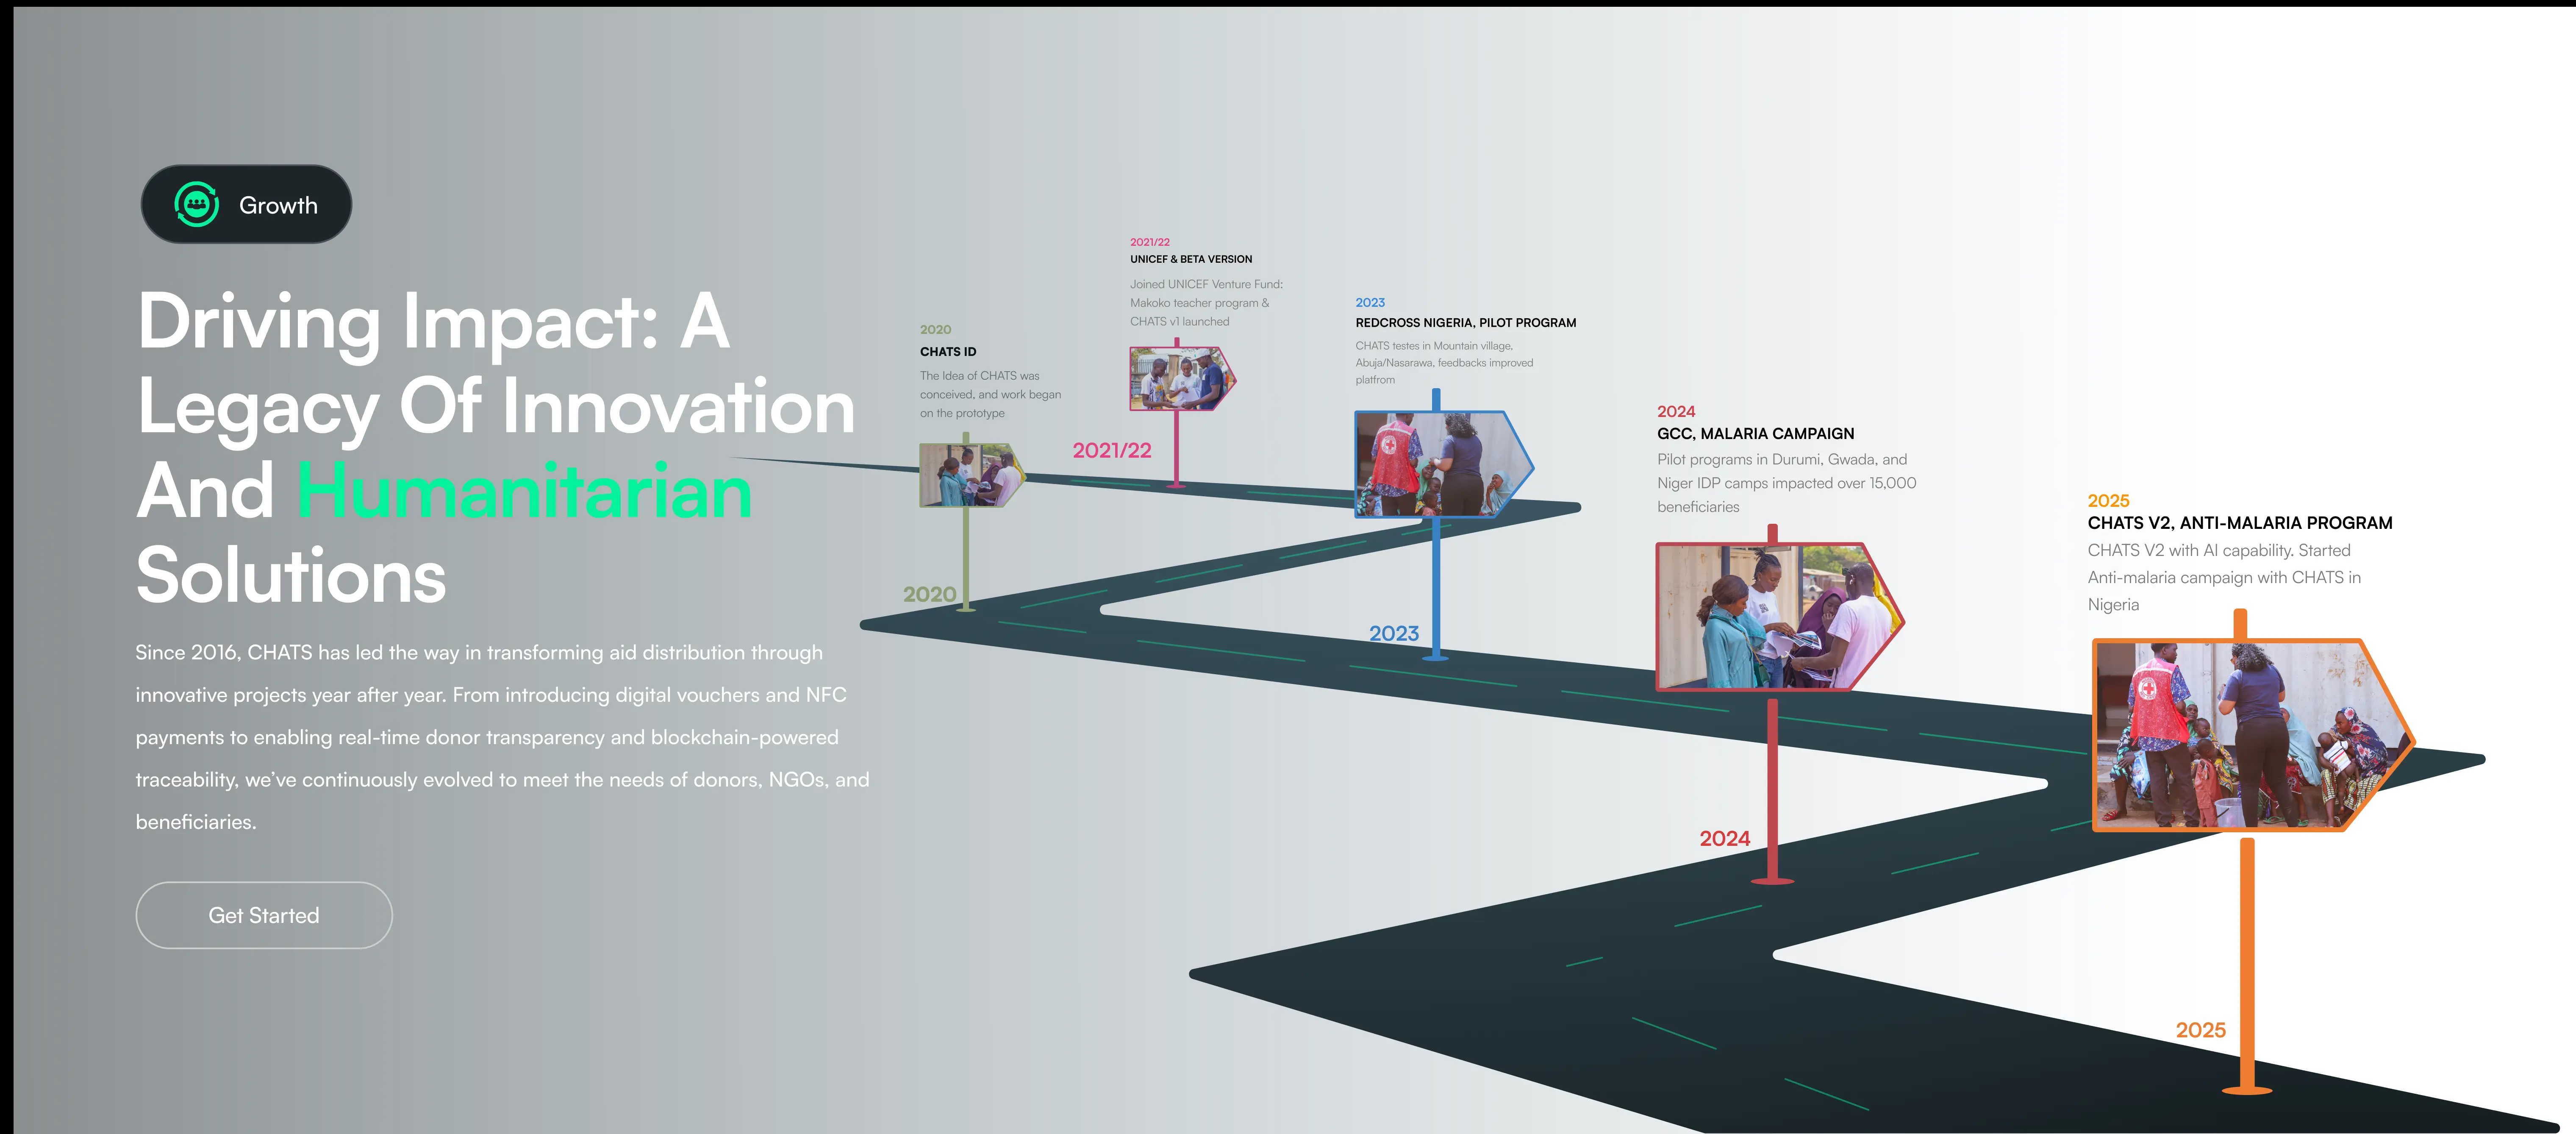 Growth
Driving Impact: A
Legacy Of Innovation
And Humanitarian
Solutions
Since 2016, CHATS has led the way in transforming aid distribution through
innovative projects year after year. From introducing digital vouchers and NFC
payments to enabling real-time donor transparency and blockchain-powered
traceability, we’ve continuously evolved to meet the needs of donors, NGOs, and
beneficiaries.
Get Started
2020
CHATS ID
The Idea of CHATS was
conceived, and work began
on the prototype
2020
2021/22
UNICEF & BETA VERSION
Joined UNICEF Venture Fund:
Makoko teacher program &
CHATS v1 launched
2021/22
2023
REDCROSS NIGERIA, PILOT PROGRAM
CHATS testes in Mountain village,
Abuja/Nasarawa, feedbacks improved
platfrom
2023
2024
GCC, MALARIA CAMPAIGN
Pilot programs in Durumi, Gwada, and
Niger IDP camps impacted over 15,000
beneficiaries
2024
2025
CHATS V2, ANTI-MALARIA PROGRAM
CHATS V2 with AI capability. Started
Anti-malaria campaign with CHATS in
Nigeria
2025